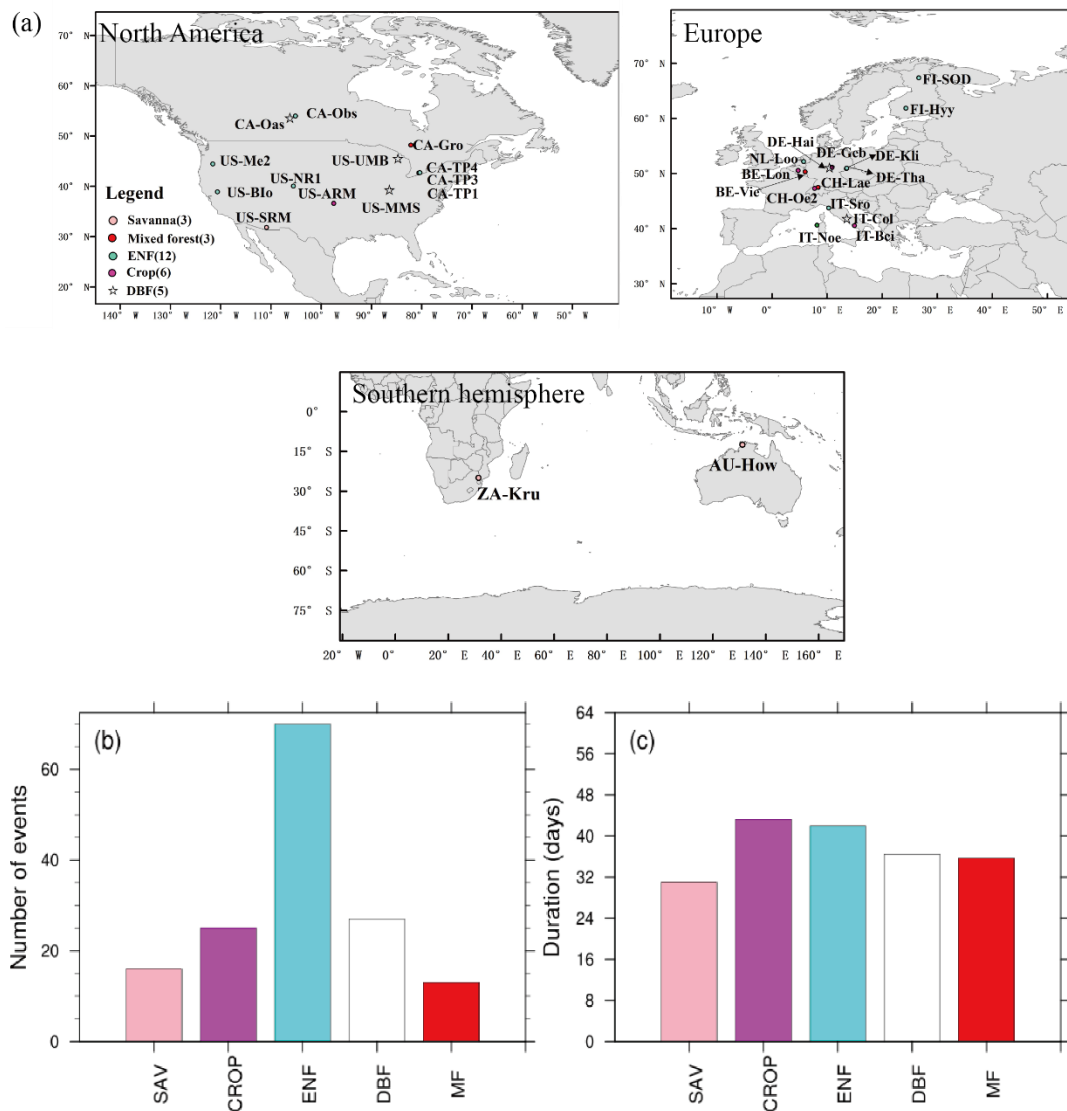 (a)
North America
70° N
60° N
50° N
40° N
30° N
20° N
CA-Oas
CA-Obs
CA-Gro
US-Me2
US-UMB
CA-TP4
CA-TP3
CA-TP1
US-NR1
US-Blo
US-ARM
US-MMS
US-SRM
Legend
Savanna(3)
Mixed forest(3)
ENF(12)
Crop(6)
DBF(5)
140° W 130° W 120° W 110° W 100° W 90° W 80° W 70° W 60° W 50° W
Europe
70° N
60° N
50° N
40° N
30° N
FI-SOD
FI-Hyy
DE-Hai
DE-Geb
DE-Kli
NL-Loo
DE-Tha
BE-Lon
CH-Lae
BE-Vie
CH-Oe2
IT-Sro
IT-Col
IT-Noe
IT-Bci
10° W 0° 10° E 20° E 30° E 40° E 50° E
Southern hemisphere
0°
15° S
30° S
45° S
60° S
75° S
AU-How
ZA-Kru
20° W 0° 20° E 40° E 60° E 80° E 100° E 120° E 140° E 160° E
(b)
Number of events
60
40
20
0
SAV CROP ENF DBF MF
(c)
Duration (days)
64
56
48
40
32
24
16
8
0
SAV CROP ENF DBF MF